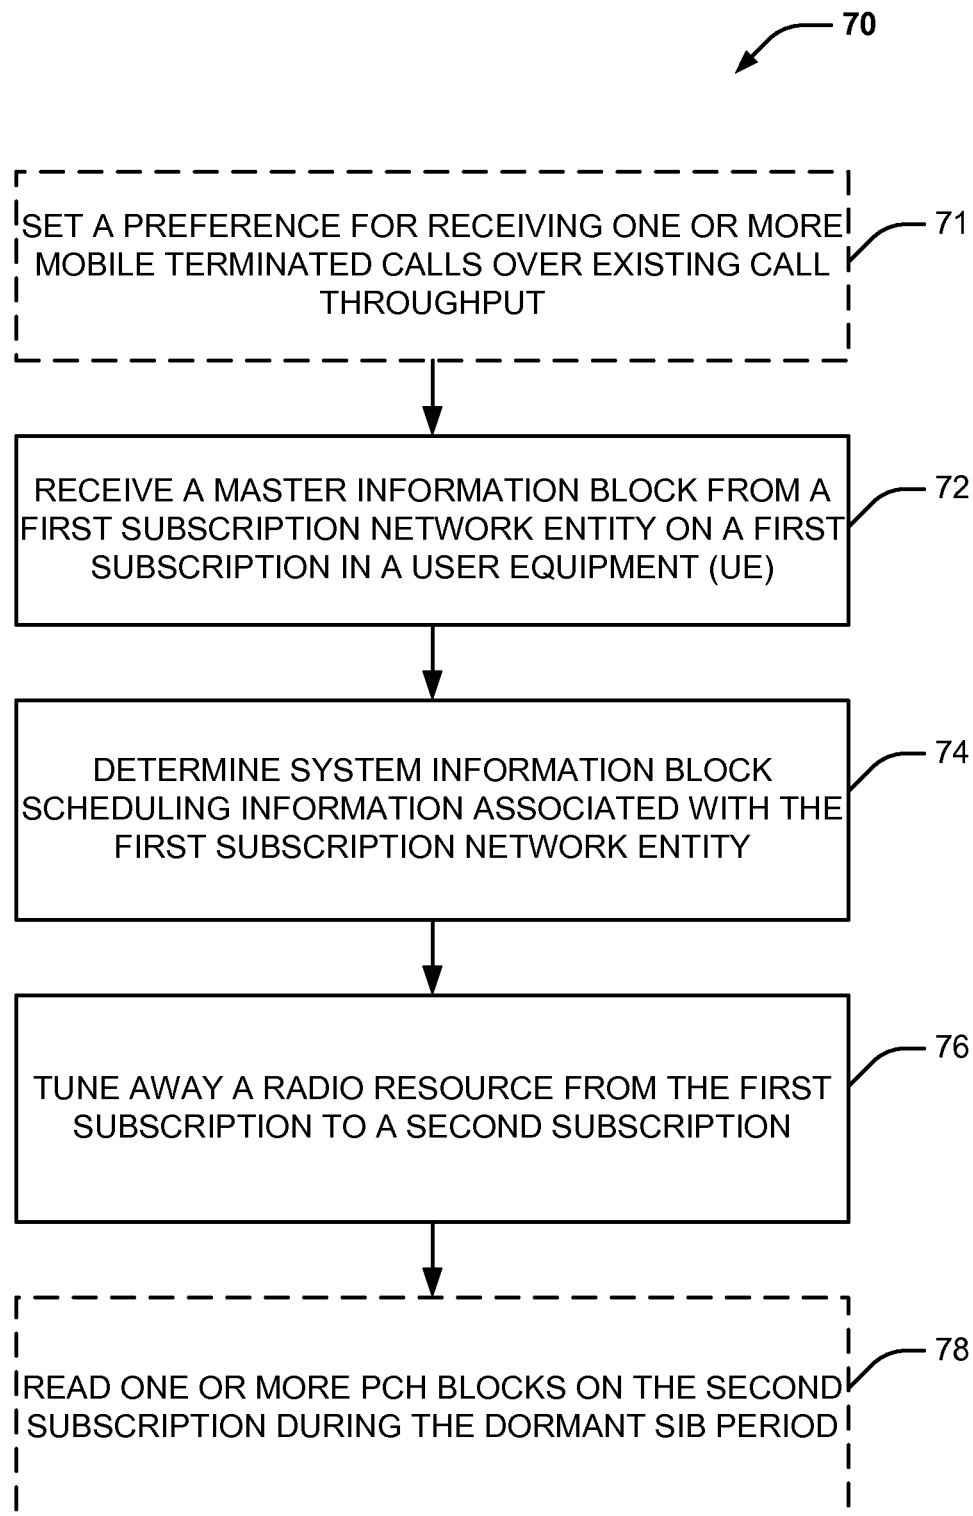 70
SET A PREFERENCE FOR RECEIVING ONE OR MORE
MOBILE TERMINATED CALLS OVER EXISTING CALL
THROUGHPUT
71
RECEIVE A MASTER INFORMATION BLOCK FROM A
FIRST SUBSCRIPTION NETWORK ENTITY ON A FIRST
SUBSCRIPTION IN A USER EQUIPMENT (UE)
72
DETERMINE SYSTEM INFORMATION BLOCK
SCHEDULING INFORMATION ASSOCIATED WITH THE
FIRST SUBSCRIPTION NETWORK ENTITY
74
TUNE AWAY A RADIO RESOURCE FROM THE FIRST
SUBSCRIPTION TO A SECOND SUBSCRIPTION
76
READ ONE OR MORE PCH BLOCKS ON THE SECOND
SUBSCRIPTION DURING THE DORMANT SIB PERIOD
78